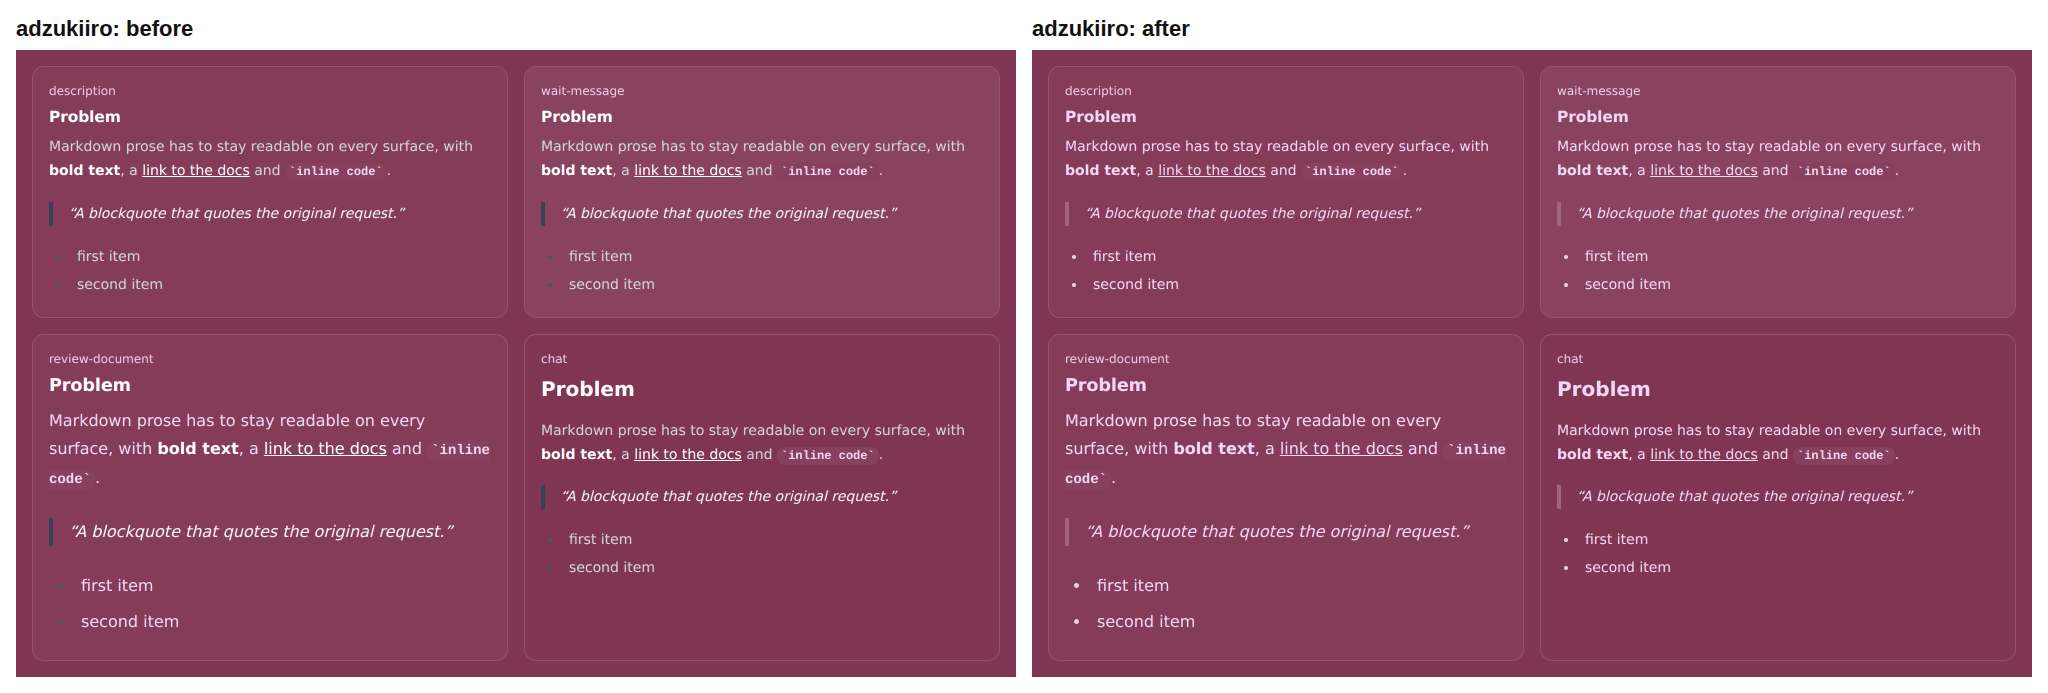 adzukiiro: before
description
Problem
Markdown prose has to stay readable on every surface, with
bold text, a link to the docs and `inline code`.
“A blockquote that quotes the original request.”
• first item
• second item
wait-message
Problem
Markdown prose has to stay readable on every surface, with
bold text, a link to the docs and `inline code`.
“A blockquote that quotes the original request.”
• first item
• second item
review-document
Problem
Markdown prose has to stay readable on every
surface, with bold text, a link to the docs and `inline
code`.
“A blockquote that quotes the original request.”
• first item
• second item
chat
Problem
Markdown prose has to stay readable on every surface, with
bold text, a link to the docs and `inline code`.
“A blockquote that quotes the original request.”
• first item
• second item
adzukiiro: after
description
Problem
Markdown prose has to stay readable on every surface, with
bold text, a link to the docs and `inline code`.
“A blockquote that quotes the original request.”
• first item
• second item
wait-message
Problem
Markdown prose has to stay readable on every surface, with
bold text, a link to the docs and `inline code`.
“A blockquote that quotes the original request.”
• first item
• second item
review-document
Problem
Markdown prose has to stay readable on every
surface, with bold text, a link to the docs and `inline
code`.
“A blockquote that quotes the original request.”
• first item
• second item
chat
Problem
Markdown prose has to stay readable on every surface, with
bold text, a link to the docs and `inline code`.
“A blockquote that quotes the original request.”
• first item
• second item